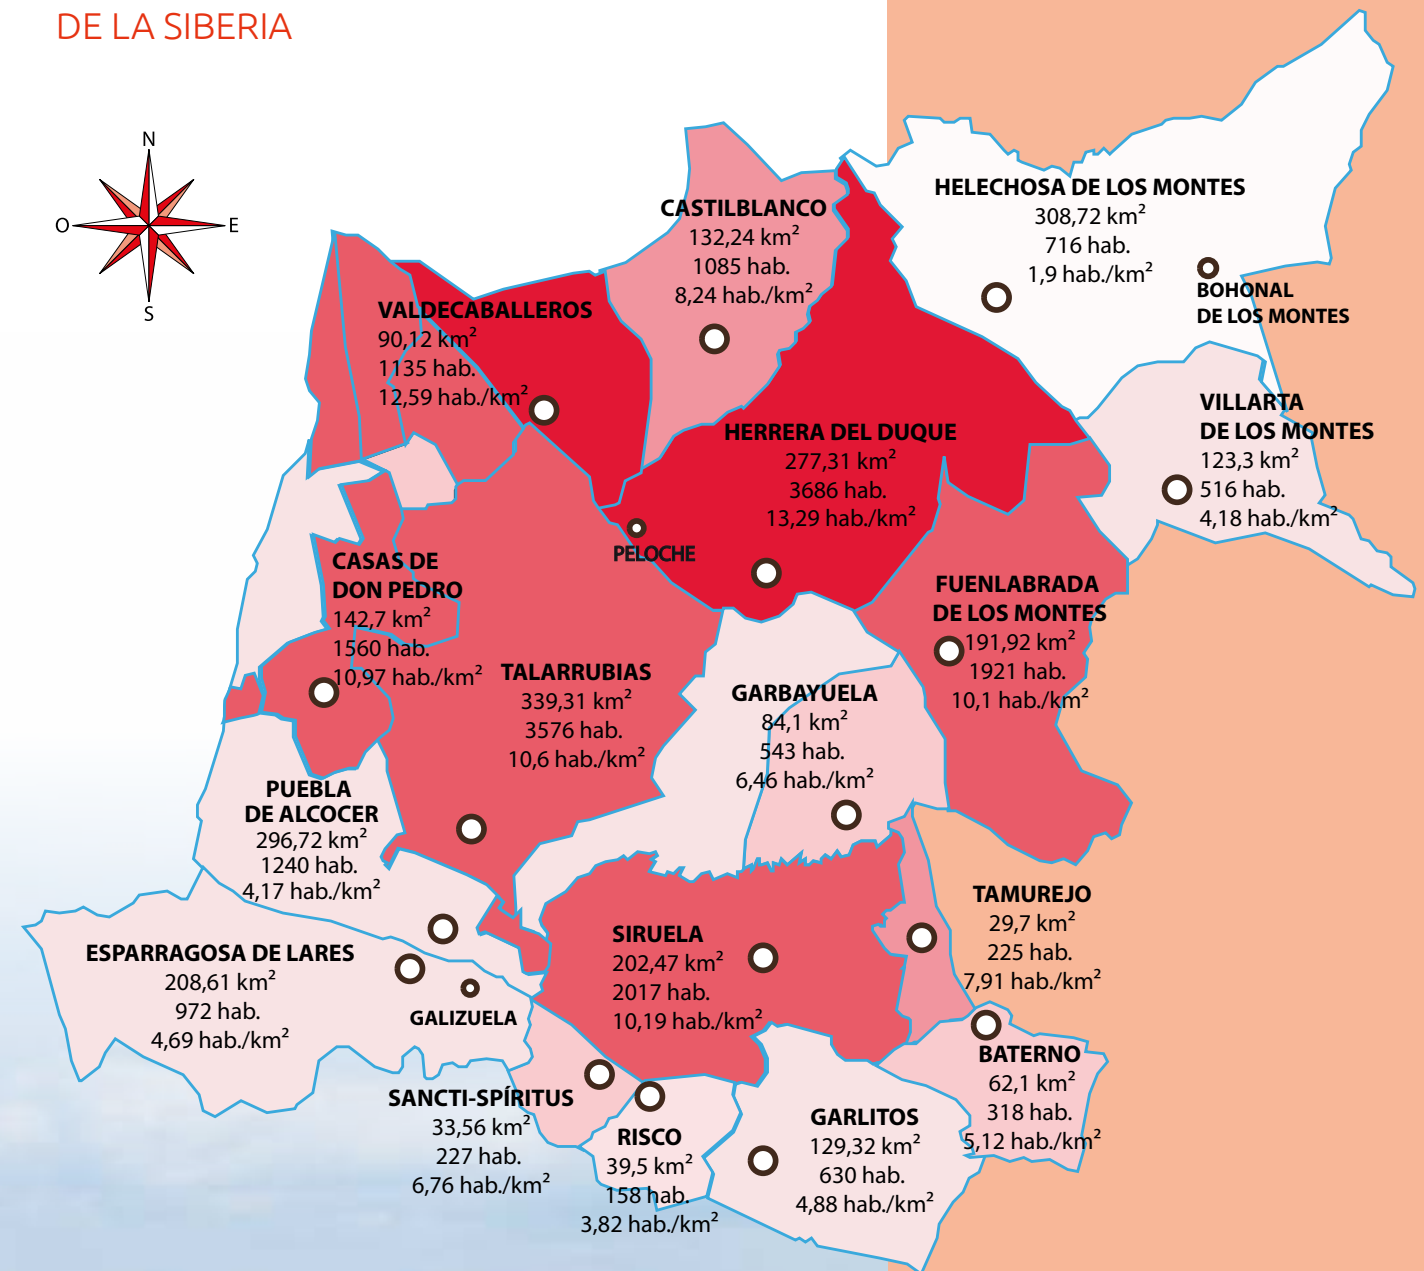 DE LA SIBERIA
N
O
E
S
HELECHOSA DE LOS MONTES
308,72 km²
716 hab.
1,9 hab./km²
BOHONAL
DE LOS MONTES
CASTILBLANCO
132,24 km²
1085 hab.
8,24 hab./km²
VALDECABALLEROS
90,12 km²
1135 hab.
12,59 hab./km²
VILLARTA
DE LOS MONTES
123,3 km²
516 hab.
4,18 hab./km²
HERRERA DEL DUQUE
277,31 km²
3686 hab.
13,29 hab./km²
PELOCHE
CASAS DE
DON PEDRO
142,7 km²
1560 hab.
10,97 hab./km²
FUENLABRADA
DE LOS MONTES
191,92 km²
1921 hab.
10,1 hab./km²
TALARRUBIAS
339,31 km²
3576 hab.
10,6 hab./km²
GARBAYUELA
84,1 km²
543 hab.
6,46 hab./km²
PUEBLA
DE ALCOCER
296,72 km²
1240 hab.
4,17 hab./km²
TAMUREJO
29,7 km²
225 hab.
7,91 hab./km²
SIRUELA
202,47 km²
2017 hab.
10,19 hab./km²
ESPARRAGOSA DE LARES
208,61 km²
972 hab.
4,69 hab./km²
GALIZUELA
BATERNO
62,1 km²
318 hab.
5,12 hab./km²
SANCTI-SPÍRITUS
33,56 km²
227 hab.
6,76 hab./km²
RISCO
39,5 km²
158 hab.
3,82 hab./km²
GARLITOS
129,32 km²
630 hab.
4,88 hab./km²